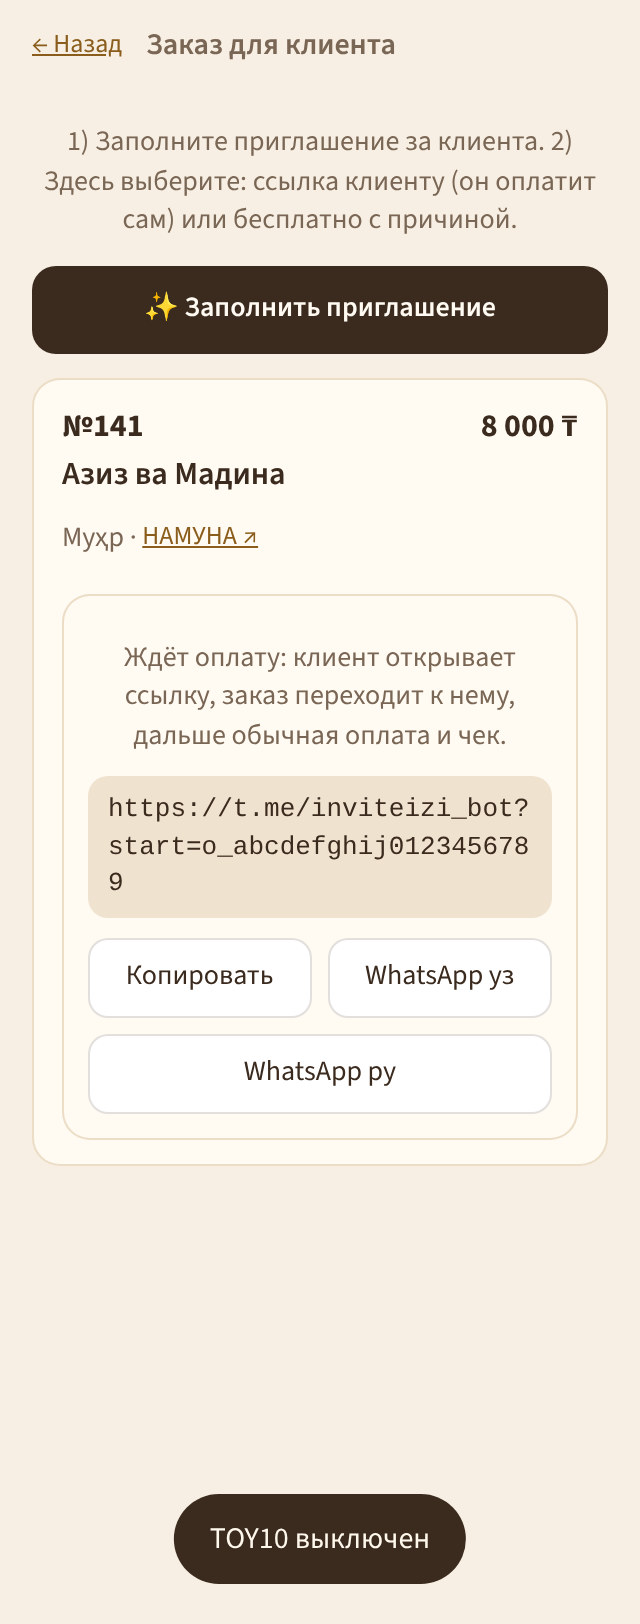 ← Назад Заказ для клиента
1) Заполните приглашение за клиента. 2)
Здесь выберите: ссылка клиенту (он оплатит
сам) или бесплатно с причиной.
✨ Заполнить приглашение
№141 8 000 ₸
Азиз ва Мадина
Муҳр · НАМУНА ↗
Ждёт оплату: клиент открывает
ссылку, заказ переходит к нему,
дальше обычная оплата и чек.
https://t.me/inviteizi_bot?
start=o_abcdefghij012345678
9
Копировать WhatsApp уз
WhatsApp ру
TOY10 выключен